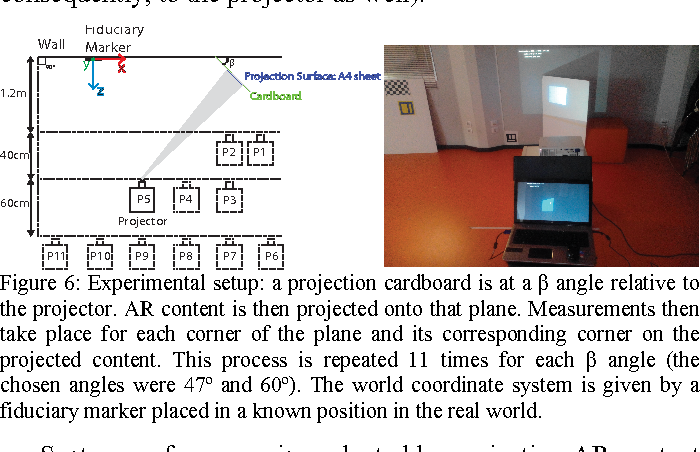 consequently, to the projector as well).
Fiduciary
Marker
Wall
90°
y
x
z
β
Projection Surface: A4 sheet
Cardboard
1.2m
40cm
60cm
P2
P1
P5
P4
P3
Projector
P11
P10
P9
P8
P7
P6
Figure 6: Experimental setup: a projection cardboard is at a β angle relative to
the projector. AR content is then projected onto that plane. Measurements then
take place for each corner of the plane and its corresponding corner on the
projected content. This process is repeated 11 times for each β angle (the
chosen angles were 47º and 60º). The world coordinate system is given by a
fiduciary marker placed in a known position in the real world.